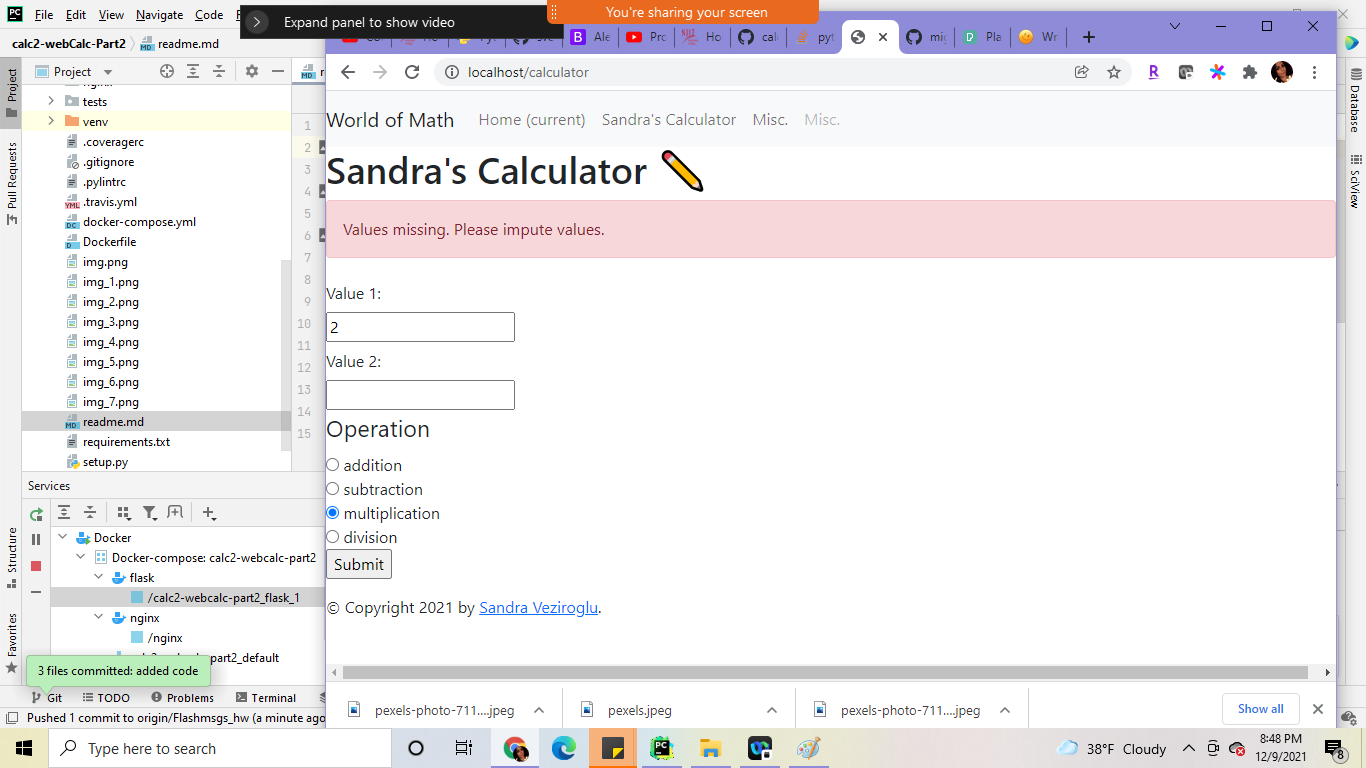 File Edit View Navigate Code
Expand panel to show video
You're sharing your screen
calc2-webCalc-Part2 readme.md
Project
localhost/calculator
tests
venv
.coveragerc
.gitignore
.pylintrc
.travis.yml
docker-compose.yml
Dockerfile
img.png
img_1.png
img_2.png
img_3.png
img_4.png
img_5.png
img_6.png
img_7.png
readme.md
requirements.txt
setup.py
1
2
3
4
5
6
7
8
9
10
11
12
13
14
15
World of Math Home (current) Sandra's Calculator Misc. Misc.
Sandra's Calculator
Values missing. Please impute values.
Value 1:
2
Value 2:
Operation
addition
subtraction
multiplication
division
Submit
© Copyright 2021 by Sandra Veziroglu.
Services
Docker
Docker-compose: calc2-webcalc-part2
flask
/calc2-webcalc-part2_flask_1
nginx
/nginx
part2_default
3 files committed: added code
Git TODO Problems Terminal
Pushed 1 commit to origin/Flashmsgs_hw (a minute ago
Project
Pull Requests
Structure
Favorites
Database
SciView
pexels-photo-711....jpeg pexels.jpeg pexels-photo-711....jpeg Show all
Type here to search
38°F Cloudy
8:48 PM
12/9/2021
8